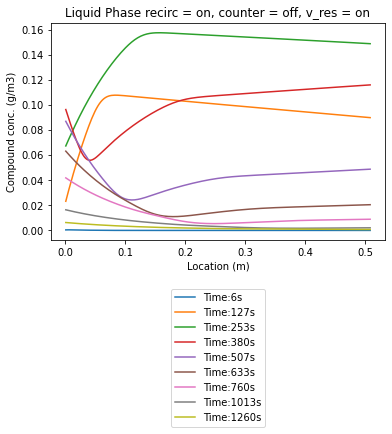 Liquid Phase recirc = on, counter = off, v_res = on
Compound conc. (g/m3)
0.16
0.14
0.12
0.10
0.08
0.06
0.04
0.02
0.00
0.0 0.1 0.2 0.3 0.4 0.5
Location (m)
Time:6s
Time:127s
Time:253s
Time:380s
Time:507s
Time:633s
Time:760s
Time:1013s
Time:1260s